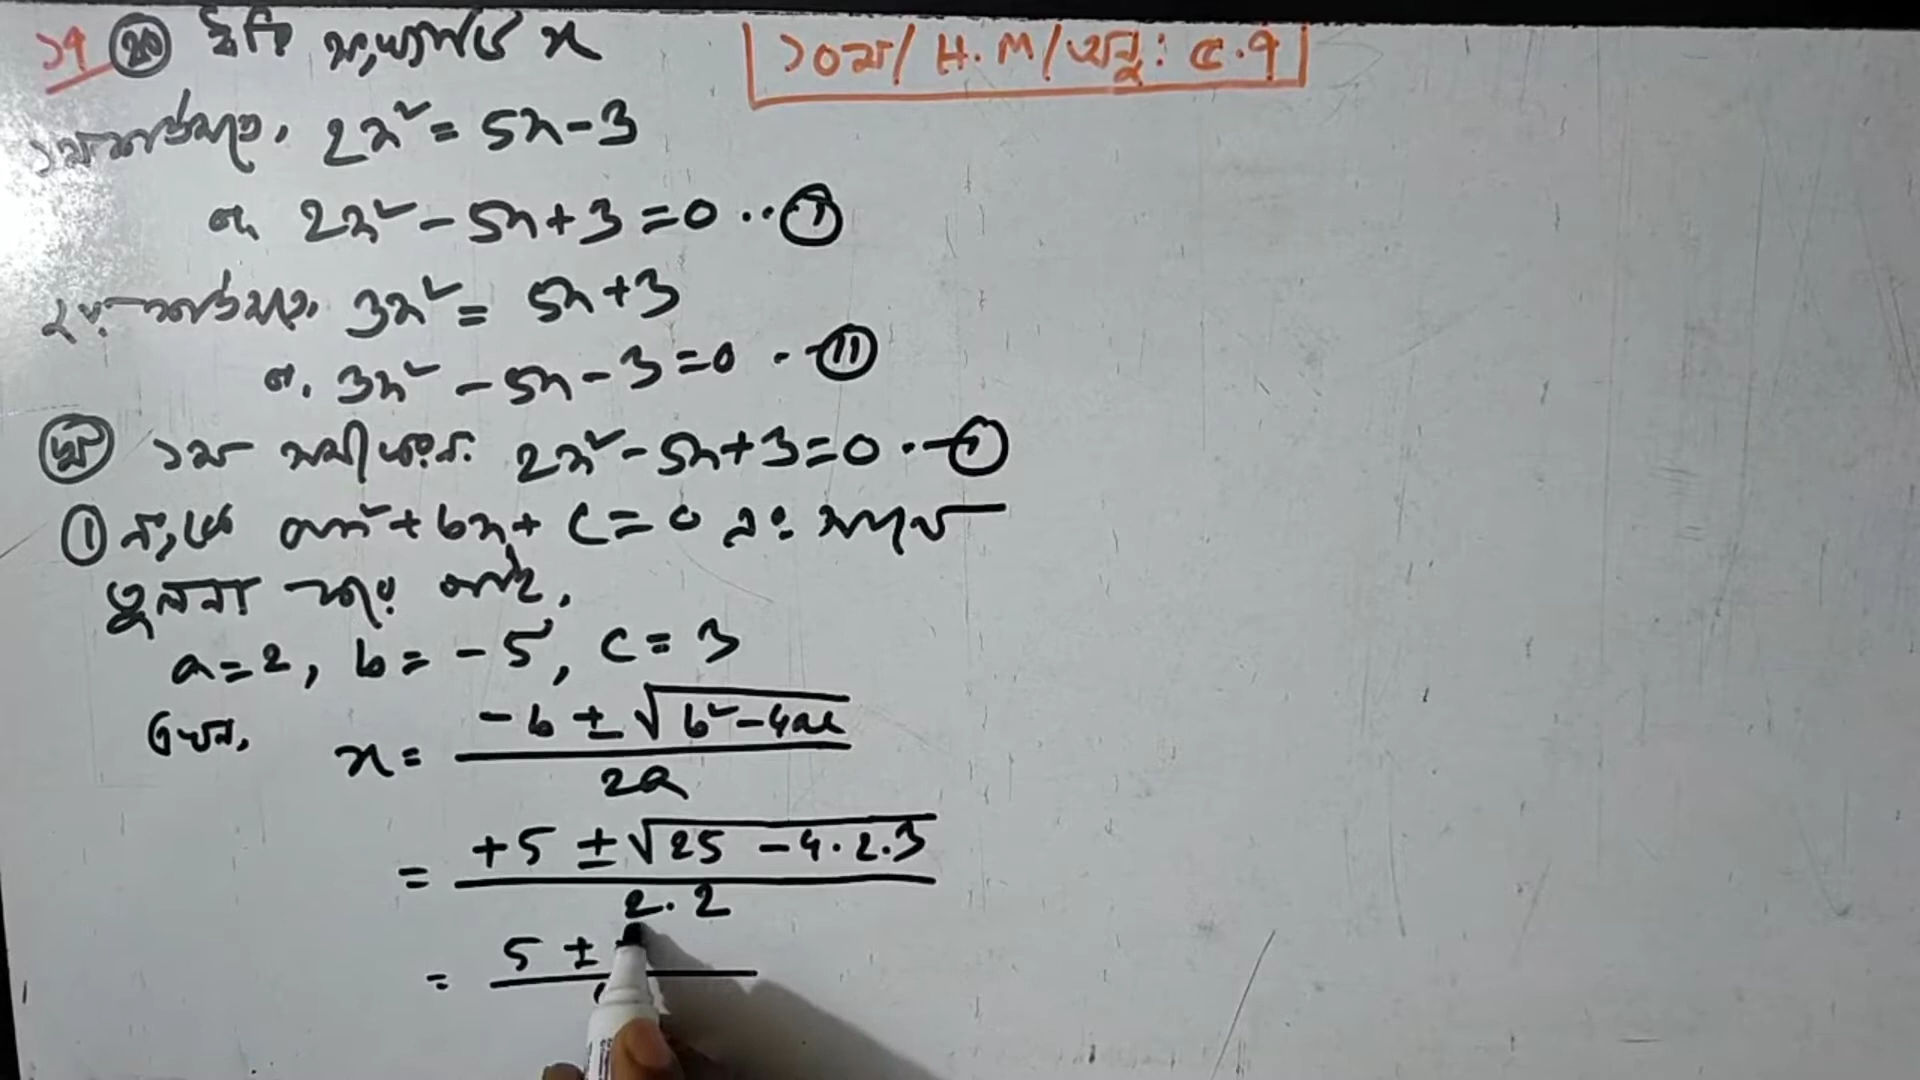 ১৭ ক ধরি সংখ্যাটি x
১০ম/ H.M/অনু: ৫.৭
১ম শর্তমতে, 2x² = 5x-3
বা, 2x² - 5x + 3 = 0 ··· (i)
২য় শর্তমতে, 3x² = 5x+3
বা, 3x² - 5x - 3 = 0 ··· (ii)
খ ১ম সমীকরণ 2x² - 5x + 3 = 0 ··· (i)
(i) নং কে ax² + bx + c = 0 এর সাথে
তুলনা করে পাই,
a=2, b= -5, c= 3
এখন, x = (-b ± √(b²-4ac)) / 2a
= (+5 ± √(25 - 4·2·3)) / 2·2
= 5 ±